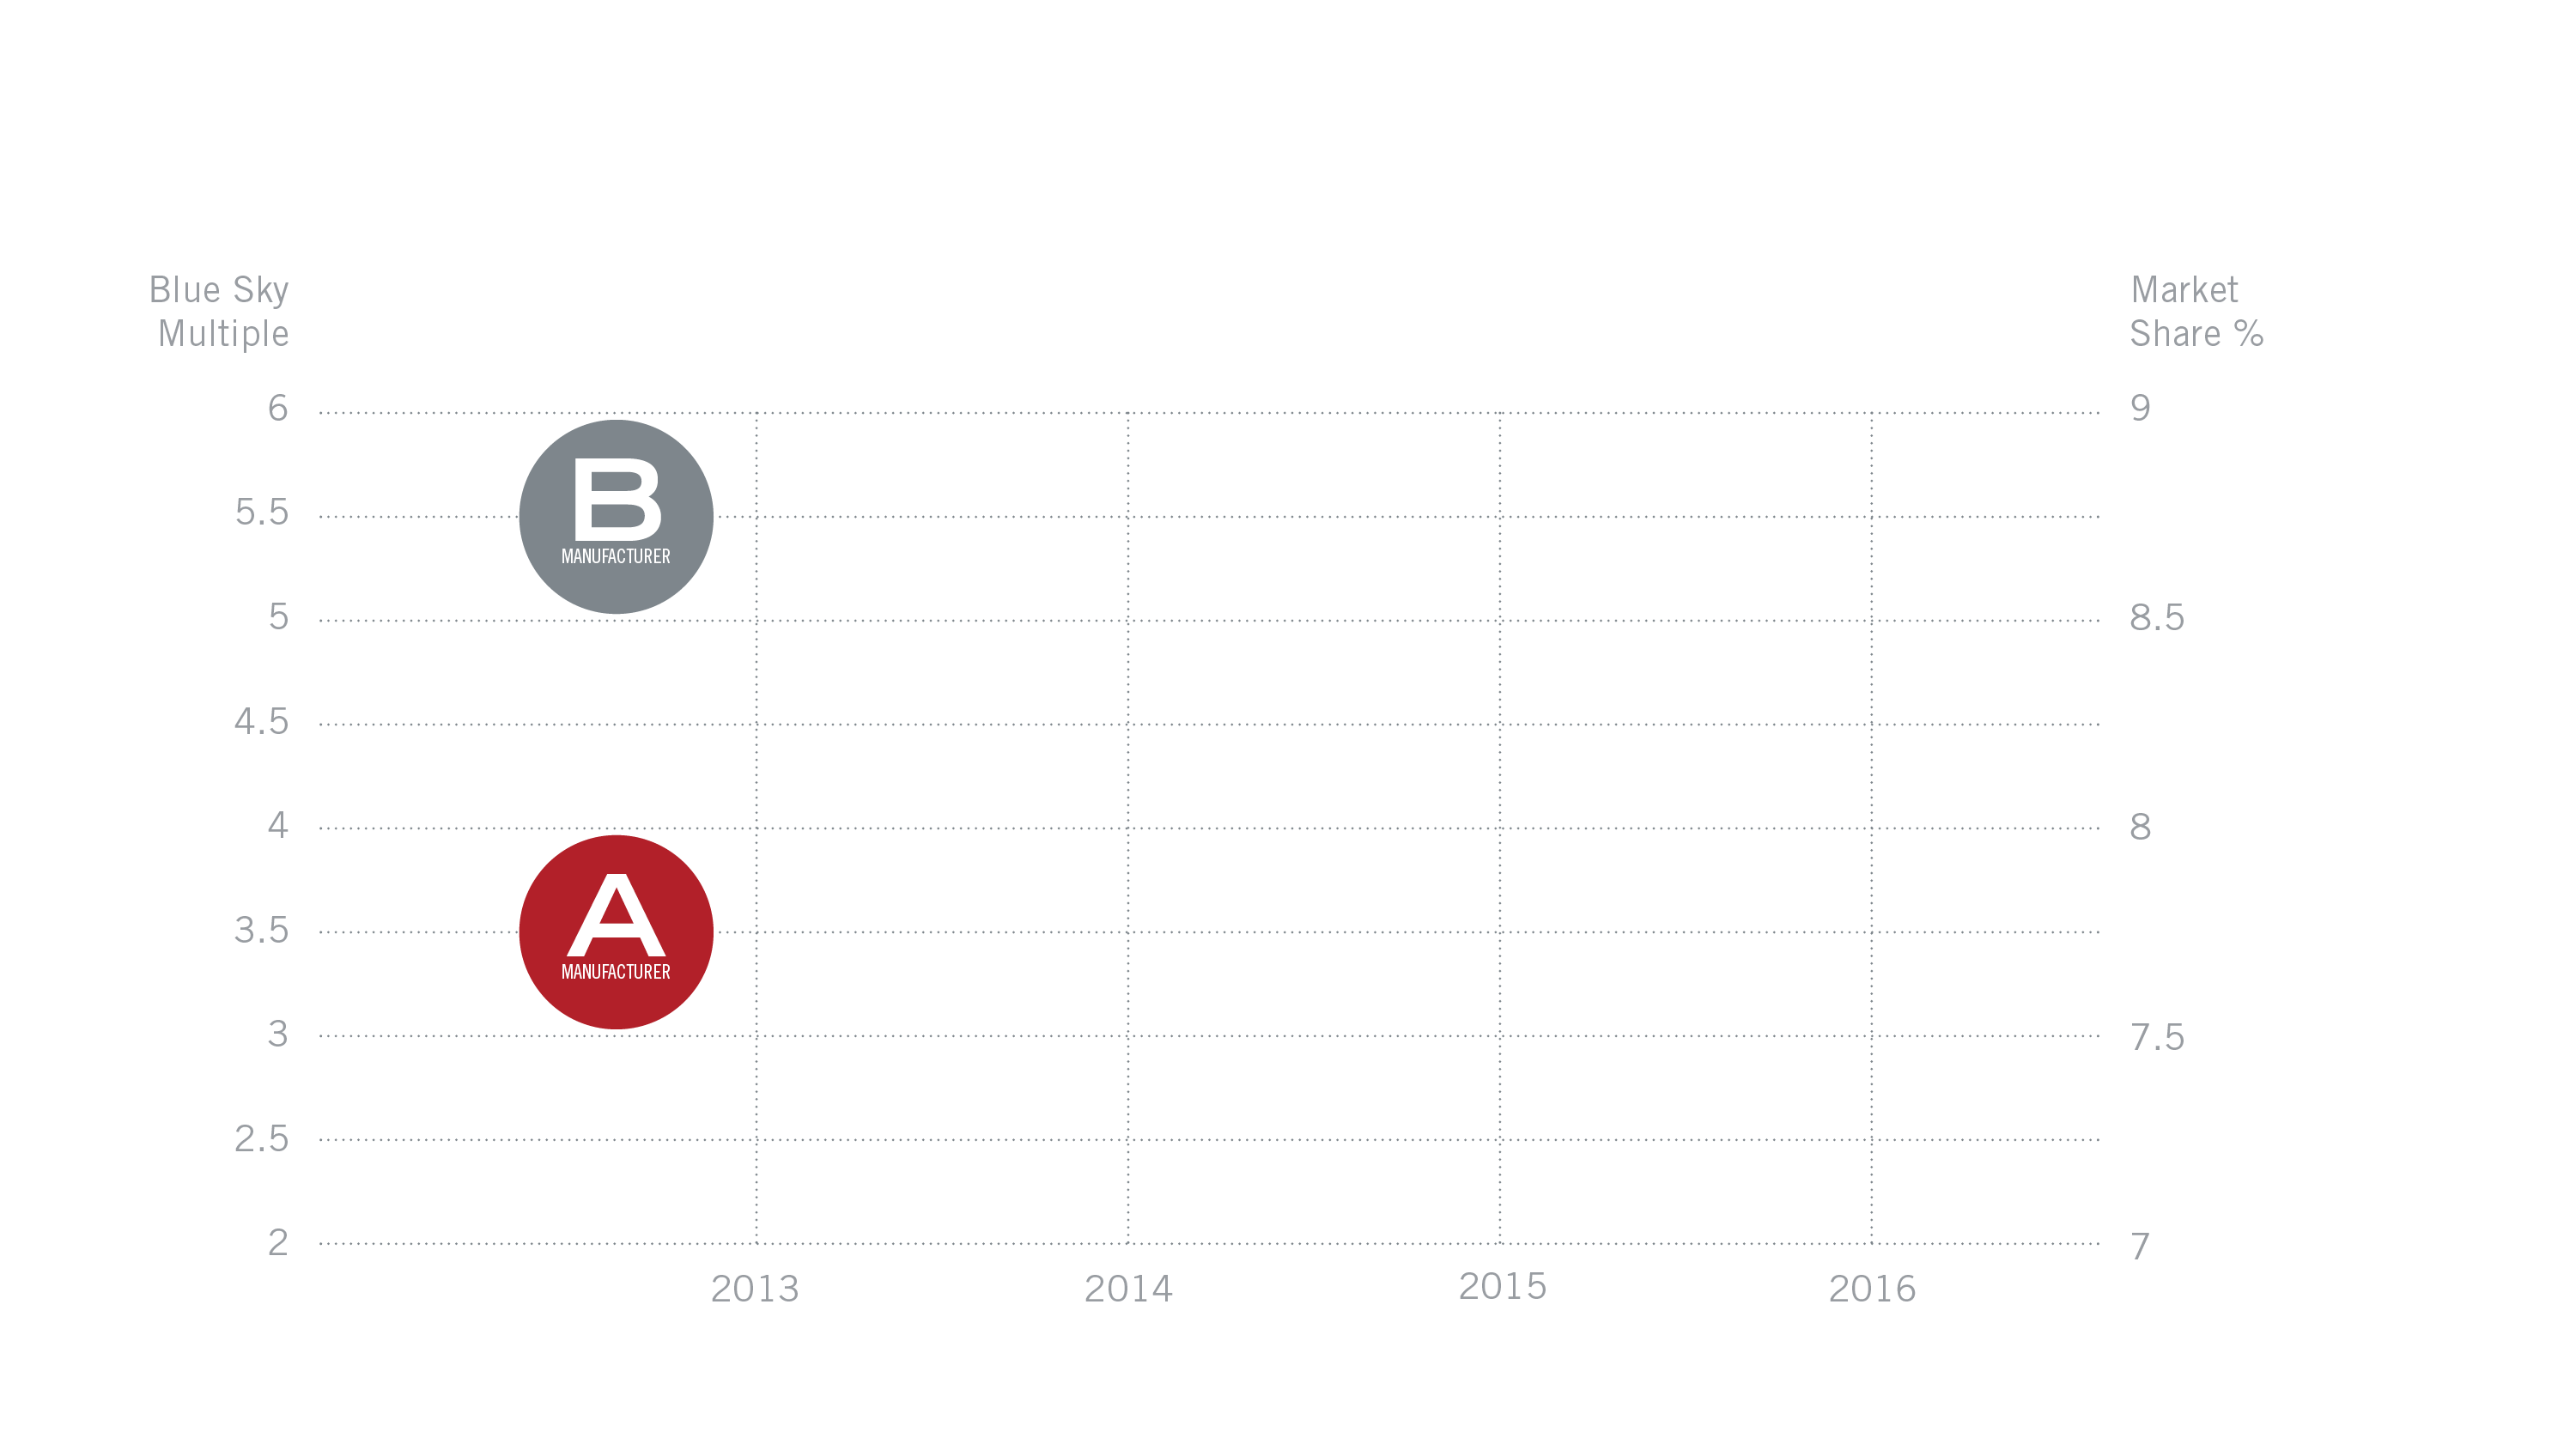 Blue Sky
Multiple
Market
Share %
6
9
B
MANUFACTURER
5.5
5
8.5
4.5
4
8
A
MANUFACTURER
3.5
3
7.5
2.5
2
7
2013
2014
2015
2016